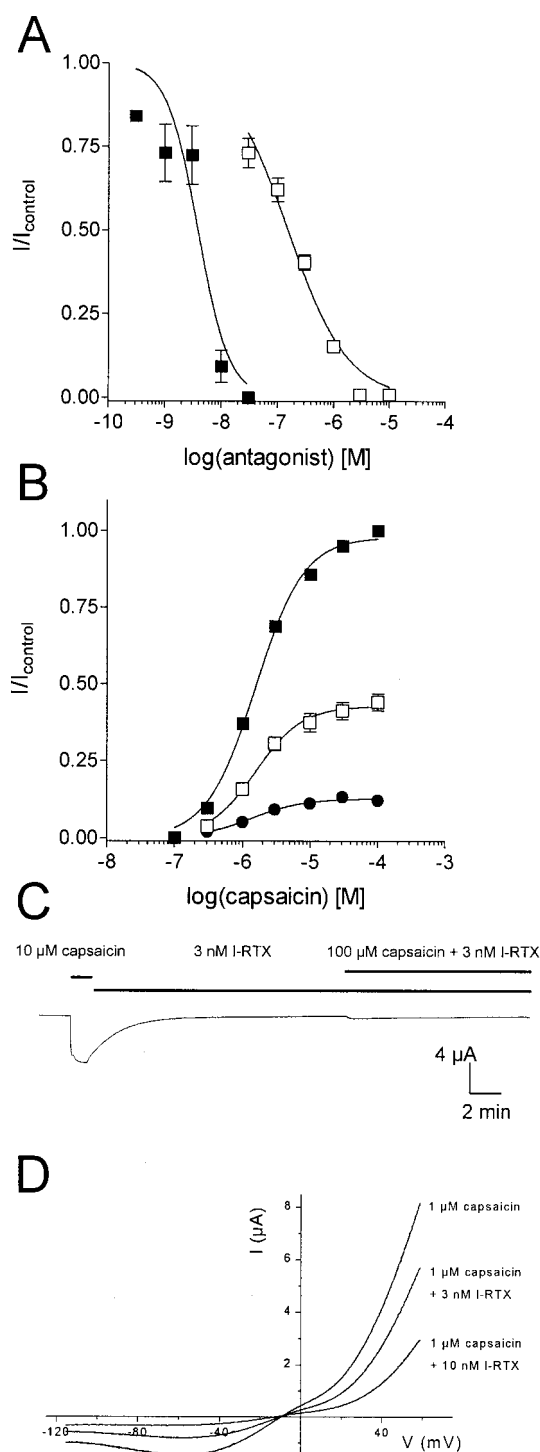 A
1.00
0.75
0.50
0.25
0.00
I/Icontrol
-10 -9 -8 -7 -6 -5 -4
log(antagonist) [M]
B
1.00
0.75
0.50
0.25
0.00
I/Icontrol
-8 -7 -6 -5 -4 -3
log(capsaicin) [M]
C
10 µM capsaicin 3 nM I-RTX 100 µM capsaicin + 3 nM I-RTX
4 µA
2 min
D
I (µA)
8
6
4
2
1 µM capsaicin
1 µM capsaicin
+ 3 nM I-RTX
1 µM capsaicin
+ 10 nM I-RTX
-120 -80 -40 40
V (mV)